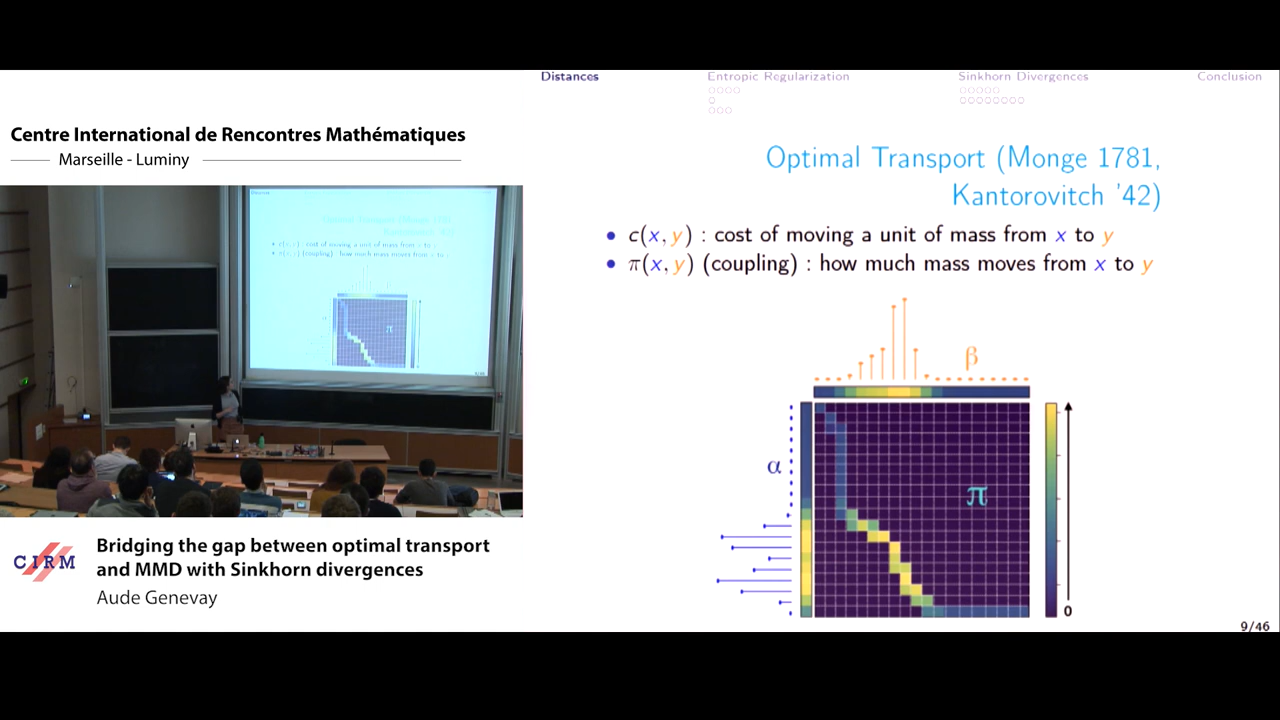 Centre International de Rencontres Mathématiques
Marseille - Luminy
CIRM
Bridging the gap between optimal transport
and MMD with Sinkhorn divergences
Aude Genevay
Distances Entropic Regularization Sinkhorn Divergences Conclusion
Optimal Transport (Monge 1781,
Kantorovitch '42)
• c(x, y) : cost of moving a unit of mass from x to y
• π(x, y) (coupling) : how much mass moves from x to y
β
α
π
0
9/46